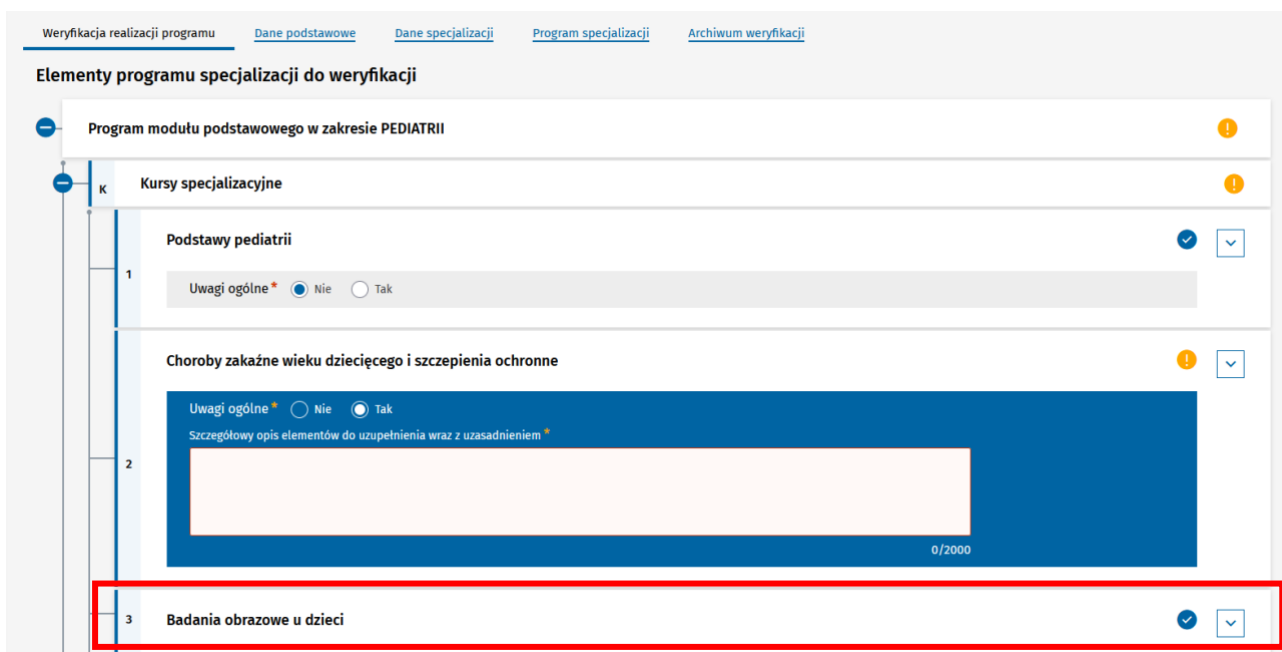 Weryfikacja realizacji programu Dane podstawowe Dane specjalizacji Program specjalizacji Archiwum weryfikacji
Elementy programu specjalizacji do weryfikacji
Program modułu podstawowego w zakresie PEDIATRII
K Kursy specjalizacyjne
Podstawy pediatrii
1
Uwagi ogólne * Nie Tak
Choroby zakaźne wieku dziecięcego i szczepienia ochronne
Uwagi ogólne * Nie Tak
Szczegółowy opis elementów do uzupełnienia wraz z uzasadnieniem *
2
0/2000
3 Badania obrazowe u dzieci